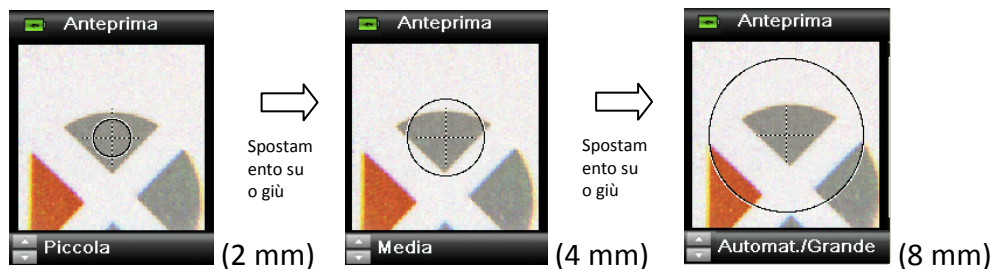 Anteprima
Anteprima
Anteprima
Spostam
ento su
o giù
Spostam
ento su
o giù
Piccola
(2 mm)
Media
(4 mm)
Automat./Grande
(8 mm)